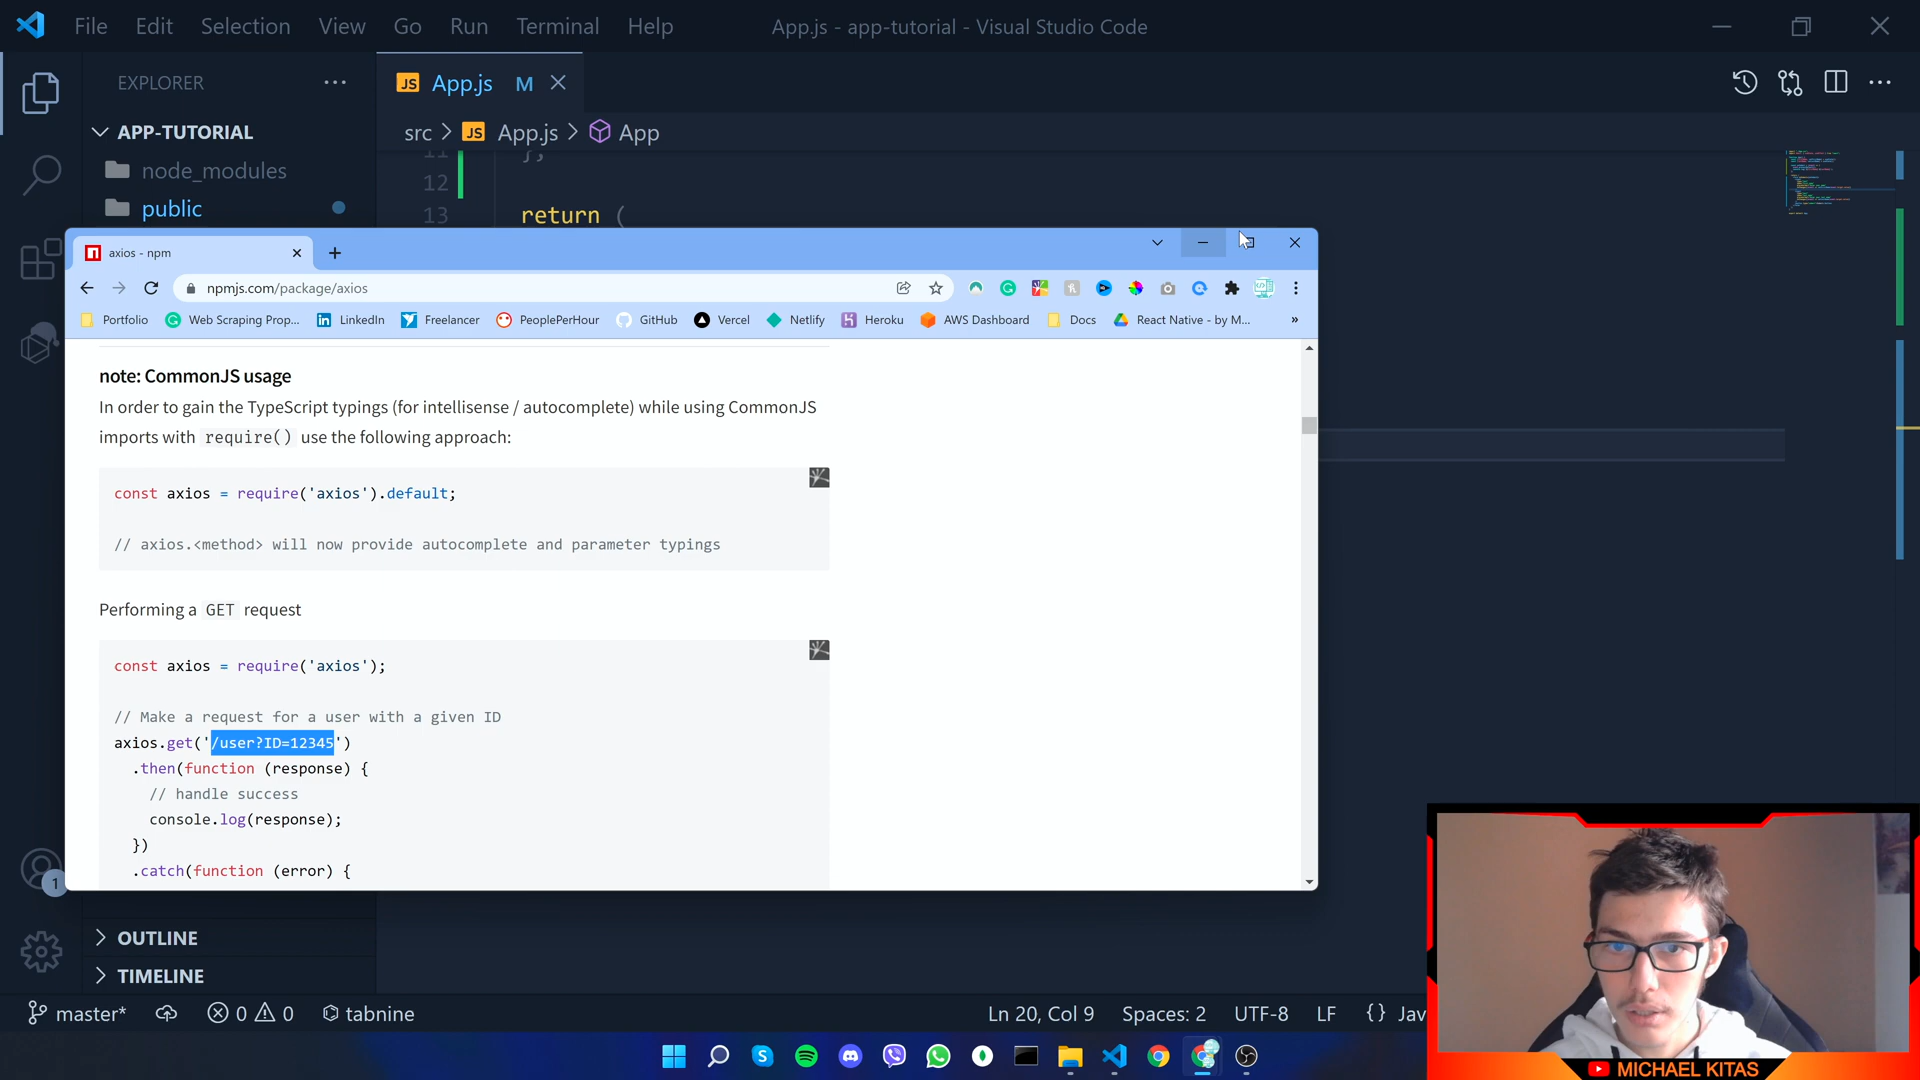 File Edit Selection View Go Run Terminal Help App.js - app-tutorial - Visual Studio Code
EXPLORER
App.js M
APP-TUTORIAL
src > App.js > App
node_modules
public
11 };
12
13 return (
axios - npm
npmjs.com/package/axios
Portfolio Web Scraping Prop... LinkedIn Freelancer PeoplePerHour GitHub Vercel Netlify Heroku AWS Dashboard Docs React Native - by M... »
note: CommonJS usage
In order to gain the TypeScript typings (for intellisense / autocomplete) while using CommonJS
imports with require() use the following approach:
const axios = require('axios').default;
// axios.<method> will now provide autocomplete and parameter typings
Performing a GET request
const axios = require('axios');
// Make a request for a user with a given ID
axios.get('/user?ID=12345')
.then(function (response) {
// handle success
console.log(response);
})
.catch(function (error) {
1
OUTLINE
TIMELINE
master* 0 0 tabnine Ln 20, Col 9 Spaces: 2 UTF-8 LF {} Jav
MICHAEL KITAS